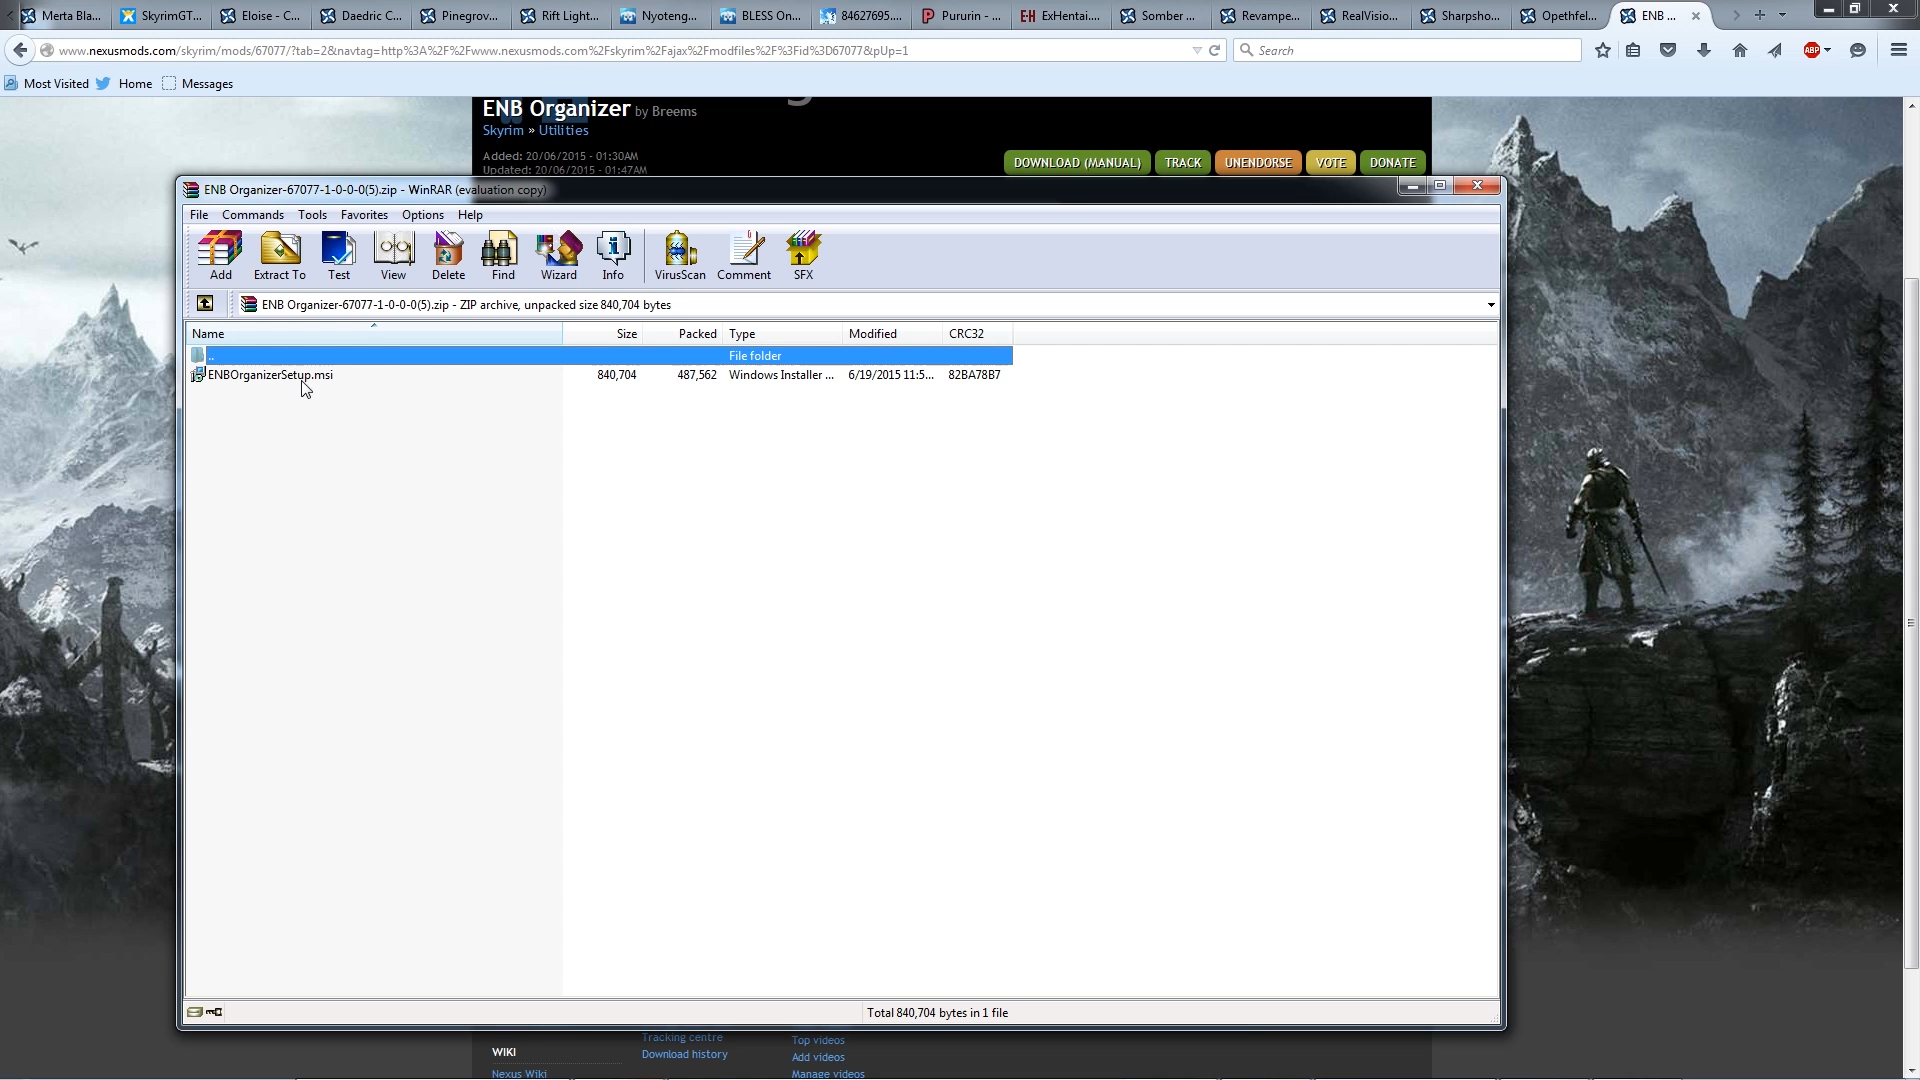 Merta Bla...
SkyrimGT...
Eloise - C...
Daedric C...
Pinegrov...
Rift Light...
Nyoteng...
BLESS On...
84627695....
Pururin - ...
ExHentai....
Somber ...
Revampe...
RealVisio...
Sharpsho...
Opethfel...
ENB ...
www.nexusmods.com/skyrim/mods/67077/?tab=2&navtag=http%3A%2F%2Fwww.nexusmods.com%2Fskyrim%2Fajax%2Fmodfiles%2F%3Fid%3D67077&pUp=1
Search
ABP
Most Visited
Home
Messages
ENB Organizer by Breems
Skyrim » Utilities
Added: 20/06/2015 - 01:30AM
Updated: 20/06/2015 - 01:47AM
DOWNLOAD (MANUAL)
TRACK
UNENDORSE
VOTE
DONATE
ENB Organizer-67077-1-0-0-0(5).zip - WinRAR (evaluation copy)
File Commands Tools Favorites Options Help
Add
Extract To
Test
View
Delete
Find
Wizard
Info
VirusScan
Comment
SFX
ENB Organizer-67077-1-0-0-0(5).zip - ZIP archive, unpacked size 840,704 bytes
Name Size Packed Type Modified CRC32
.. File folder
ENBOrganizerSetup.msi 840,704 487,562 Windows Installer ... 6/19/2015 11:5... 82BA78B7
Total 840,704 bytes in 1 file
WIKI
Nexus Wiki
Tracking centre
Download history
Top videos
Add videos
Manage videos